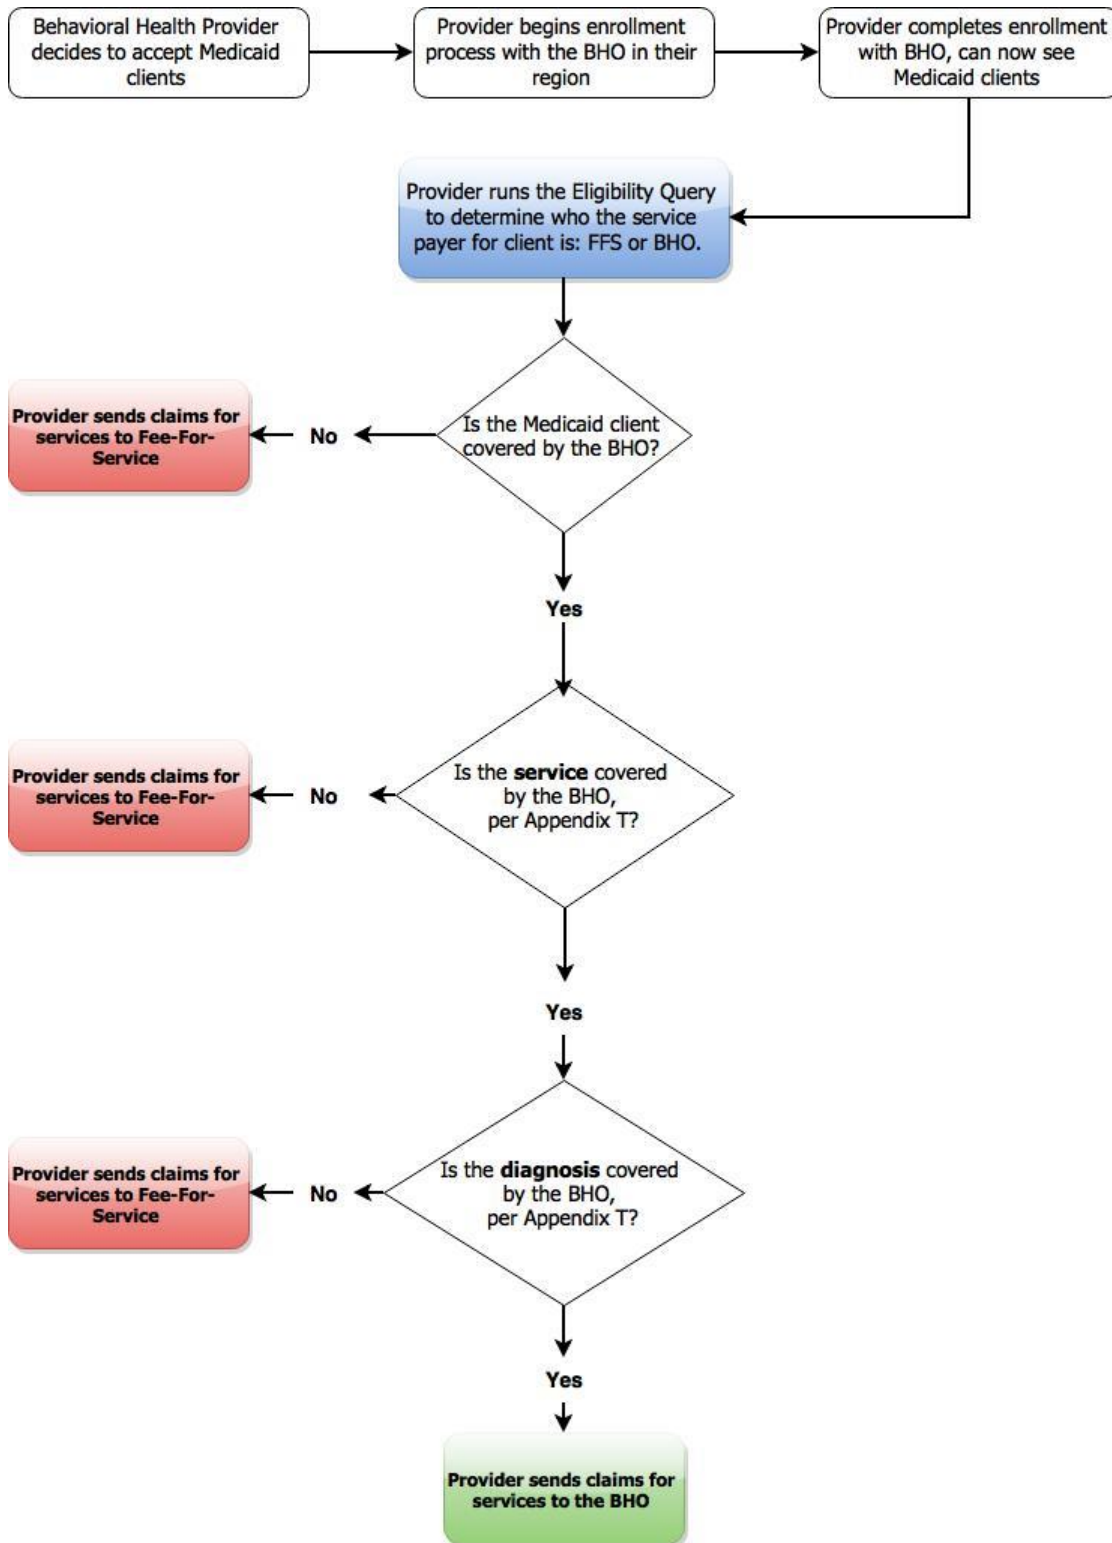 Behavioral Health Provider
decides to accept Medicaid
clients
Provider begins enrollment
process with the BHO in their
region
Provider completes enrollment
with BHO, can now see
Medicaid clients
Provider runs the Eligibility Query
to determine who the service
payer for client is: FFS or BHO.
Is the Medicaid client
covered by the BHO?
No
Provider sends claims for
services to Fee-For-
Service
Yes
Is the service covered
by the BHO,
per Appendix T?
No
Provider sends claims for
services to Fee-For-
Service
Yes
Is the diagnosis covered
by the BHO,
per Appendix T?
No
Provider sends claims for
services to Fee-For-
Service
Yes
Provider sends claims for
services to the BHO